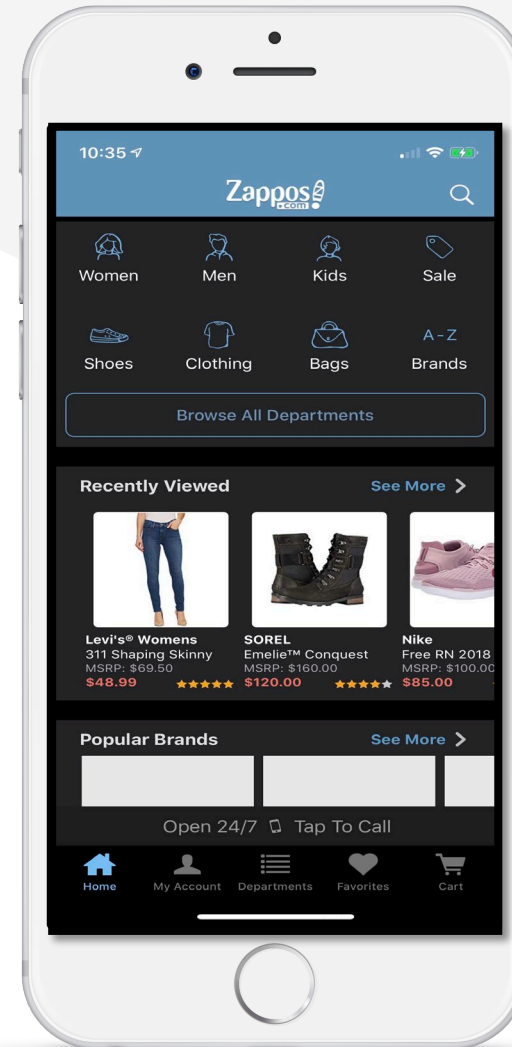 10:35
Zappos
.com
Women Men Kids Sale
A-Z
Shoes Clothing Bags Brands
Browse All Departments
Recently Viewed See More
Levi's® Womens SOREL Nike
311 Shaping Skinny Emelie™ Conquest Free RN 2018
MSRP: $69.50 MSRP: $160.00 MSRP: $100.00
$48.99 $120.00 $85.00
Popular Brands See More
Open 24/7 Tap To Call
Home My Account Departments Favorites Cart